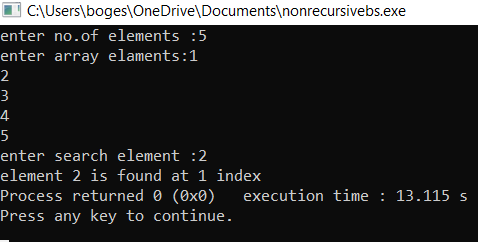 C:\Users\boges\OneDrive\Documents\nonrecursivebs.exe
enter no.of elements :5
enter array elaments:1
2
3
4
5
enter search element :2
element 2 is found at 1 index
Process returned 0 (0x0)   execution time : 13.115 s
Press any key to continue.